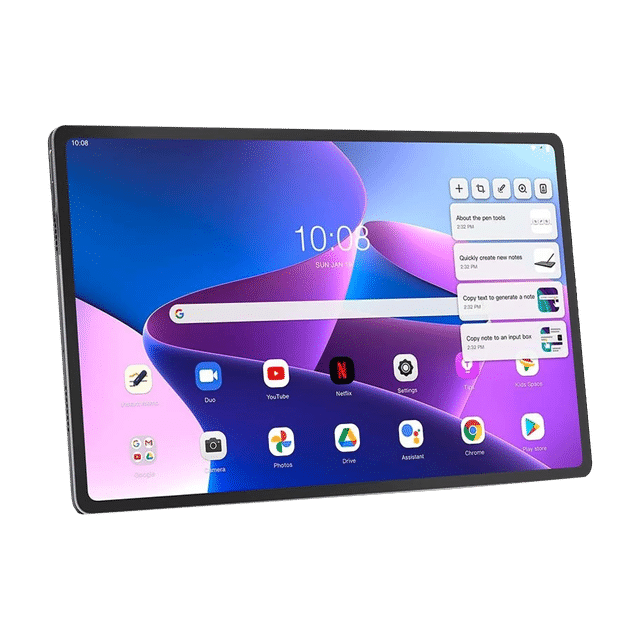 10:08
10:08
SUN JAN
About the pen tools
2:32 PM
Quickly create new notes
2:32 PM
Copy text to generate a note
2:32 PM
Copy note to an input box
2:32 PM
G
Duo
YouTube
Netflix
Settings
Tips
Kids Space
Google
Camera
Photos
Drive
Assistant
Chrome
Play store